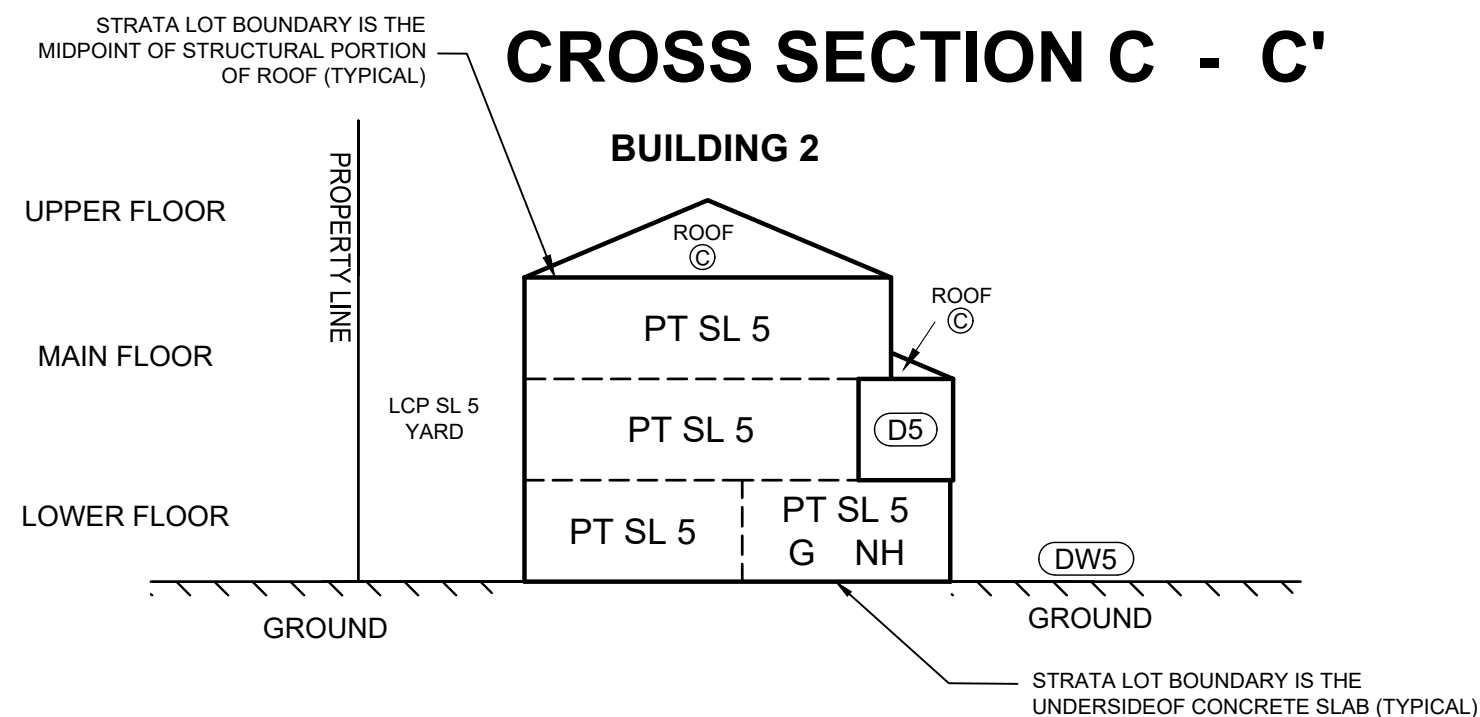 STRATA LOT BOUNDARY IS THE
MIDPOINT OF STRUCTURAL PORTION
OF ROOF (TYPICAL)
CROSS SECTION C - C'
BUILDING 2
UPPER FLOOR
PROPERTY LINE
ROOF
Ⓒ
ROOF
Ⓒ
PT SL 5
MAIN FLOOR
LCP SL 5
YARD
PT SL 5
D5
LOWER FLOOR
PT SL 5
PT SL 5
G NH
DW5
GROUND
GROUND
STRATA LOT BOUNDARY IS THE
UNDERSIDEOF CONCRETE SLAB (TYPICAL)